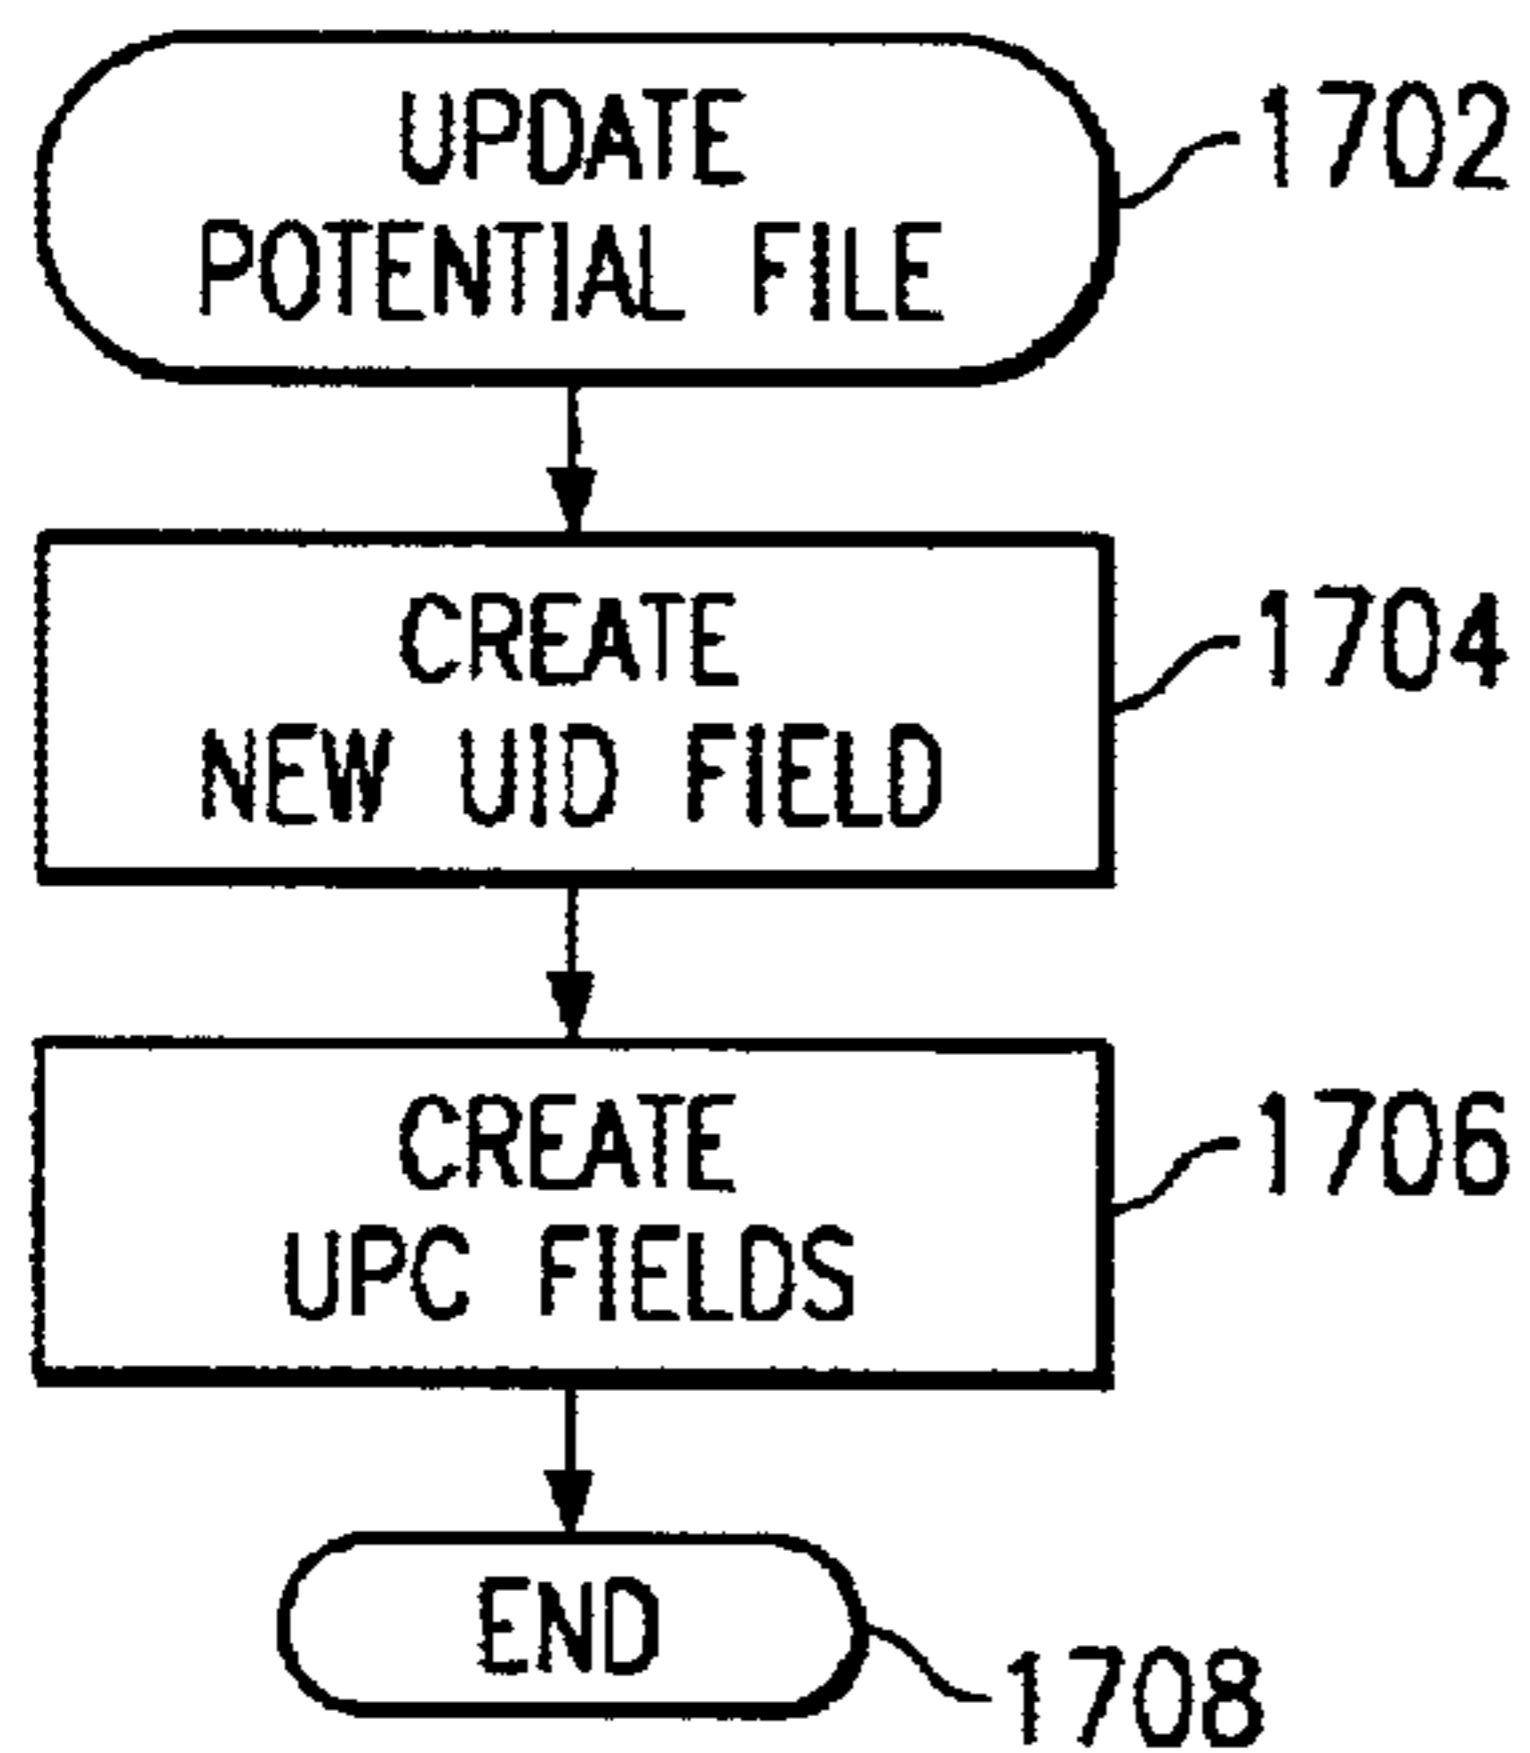 UPDATE
POTENTIAL FILE
1702
CREATE
NEW UID FIELD
1704
CREATE
UPC FIELDS
1706
END
1708